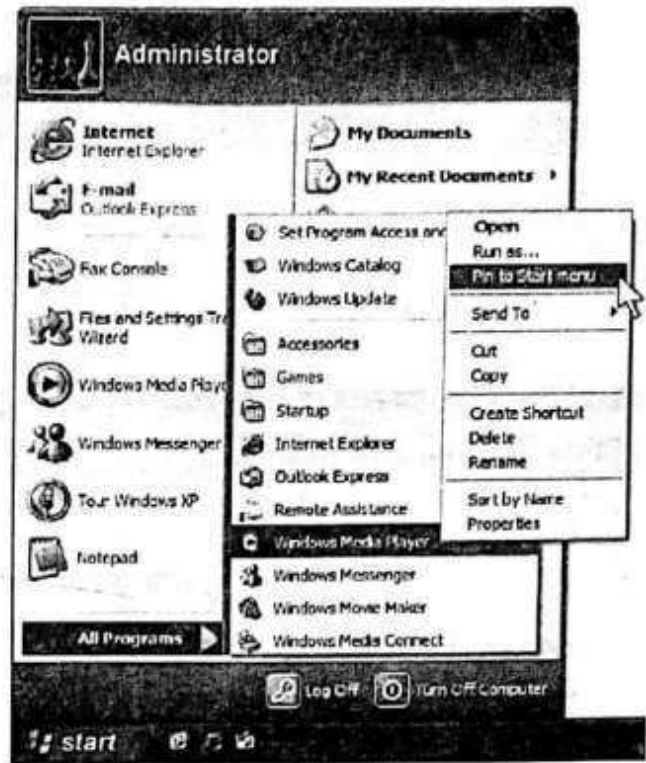 Administrator
Internet
Internet Explorer
E-mail
Outlook Express
Fax Console
Files and Settings Tra
Wizard
Windows Media Playe
Windows Messenger
Tour Windows XP
Notepad
All Programs
My Documents
My Recent Documents
Set Program Access and
Windows Catalog
Windows Update
Accessories
Games
Startup
Internet Explorer
Outlook Express
Remote Assistance
Windows Media Player
Windows Messenger
Windows Movie Maker
Windows Media Connect
Open
Run as...
Pin to Start menu
Send To
Cut
Copy
Create Shortcut
Delete
Rename
Sort by Name
Properties
Log Off
Turn Off Computer
start